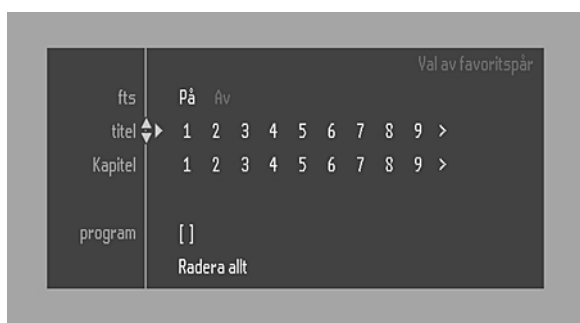 Val av favoritspår
fts På Av
titel 1 2 3 4 5 6 7 8 9 >
Kapitel 1 2 3 4 5 6 7 8 9 >
program [ ]
Radera allt